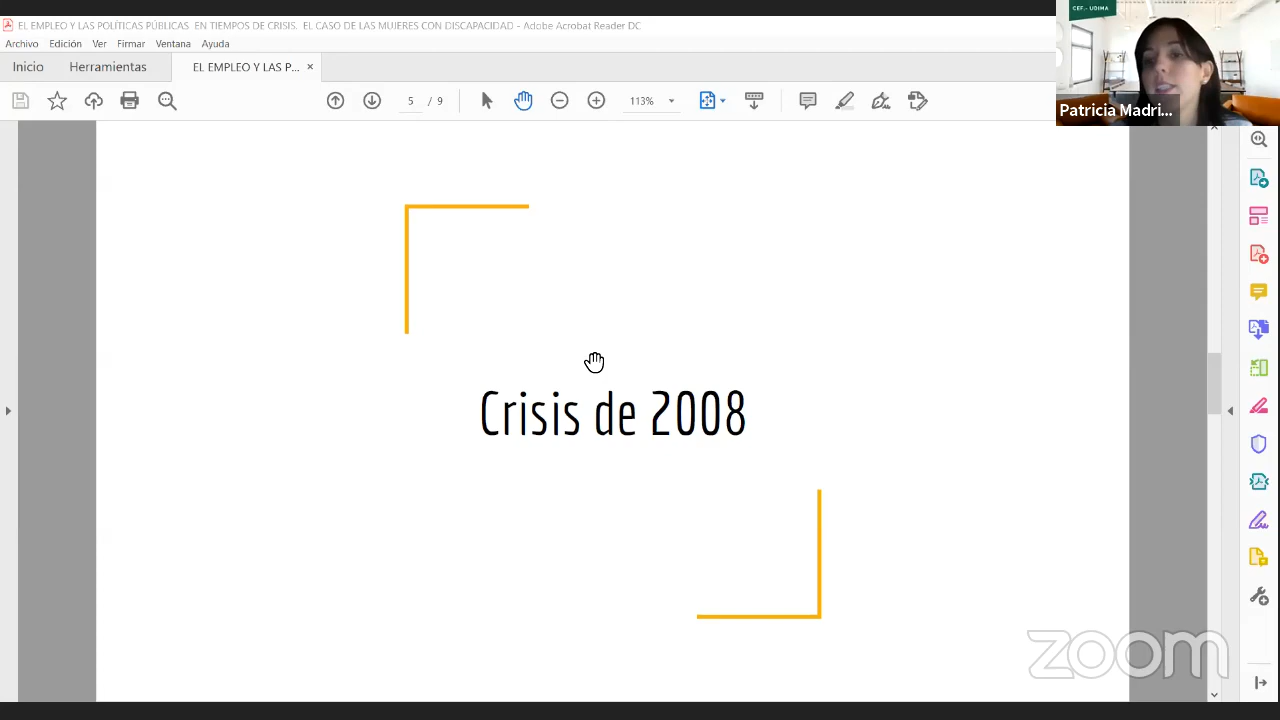 EL EMPLEO Y LAS POLÍTICAS PÚBLICAS  EN TIEMPOS DE CRISIS.  EL CASO DE LAS MUJERES CON DISCAPACIDAD - Adobe Acrobat Reader DC
Archivo Edición Ver Firmar Ventana Ayuda
Inicio Herramientas EL EMPLEO Y LAS P... ×
113%
CEF.- UDIMA
Patricia Madri...
Crisis de 2008
zoom